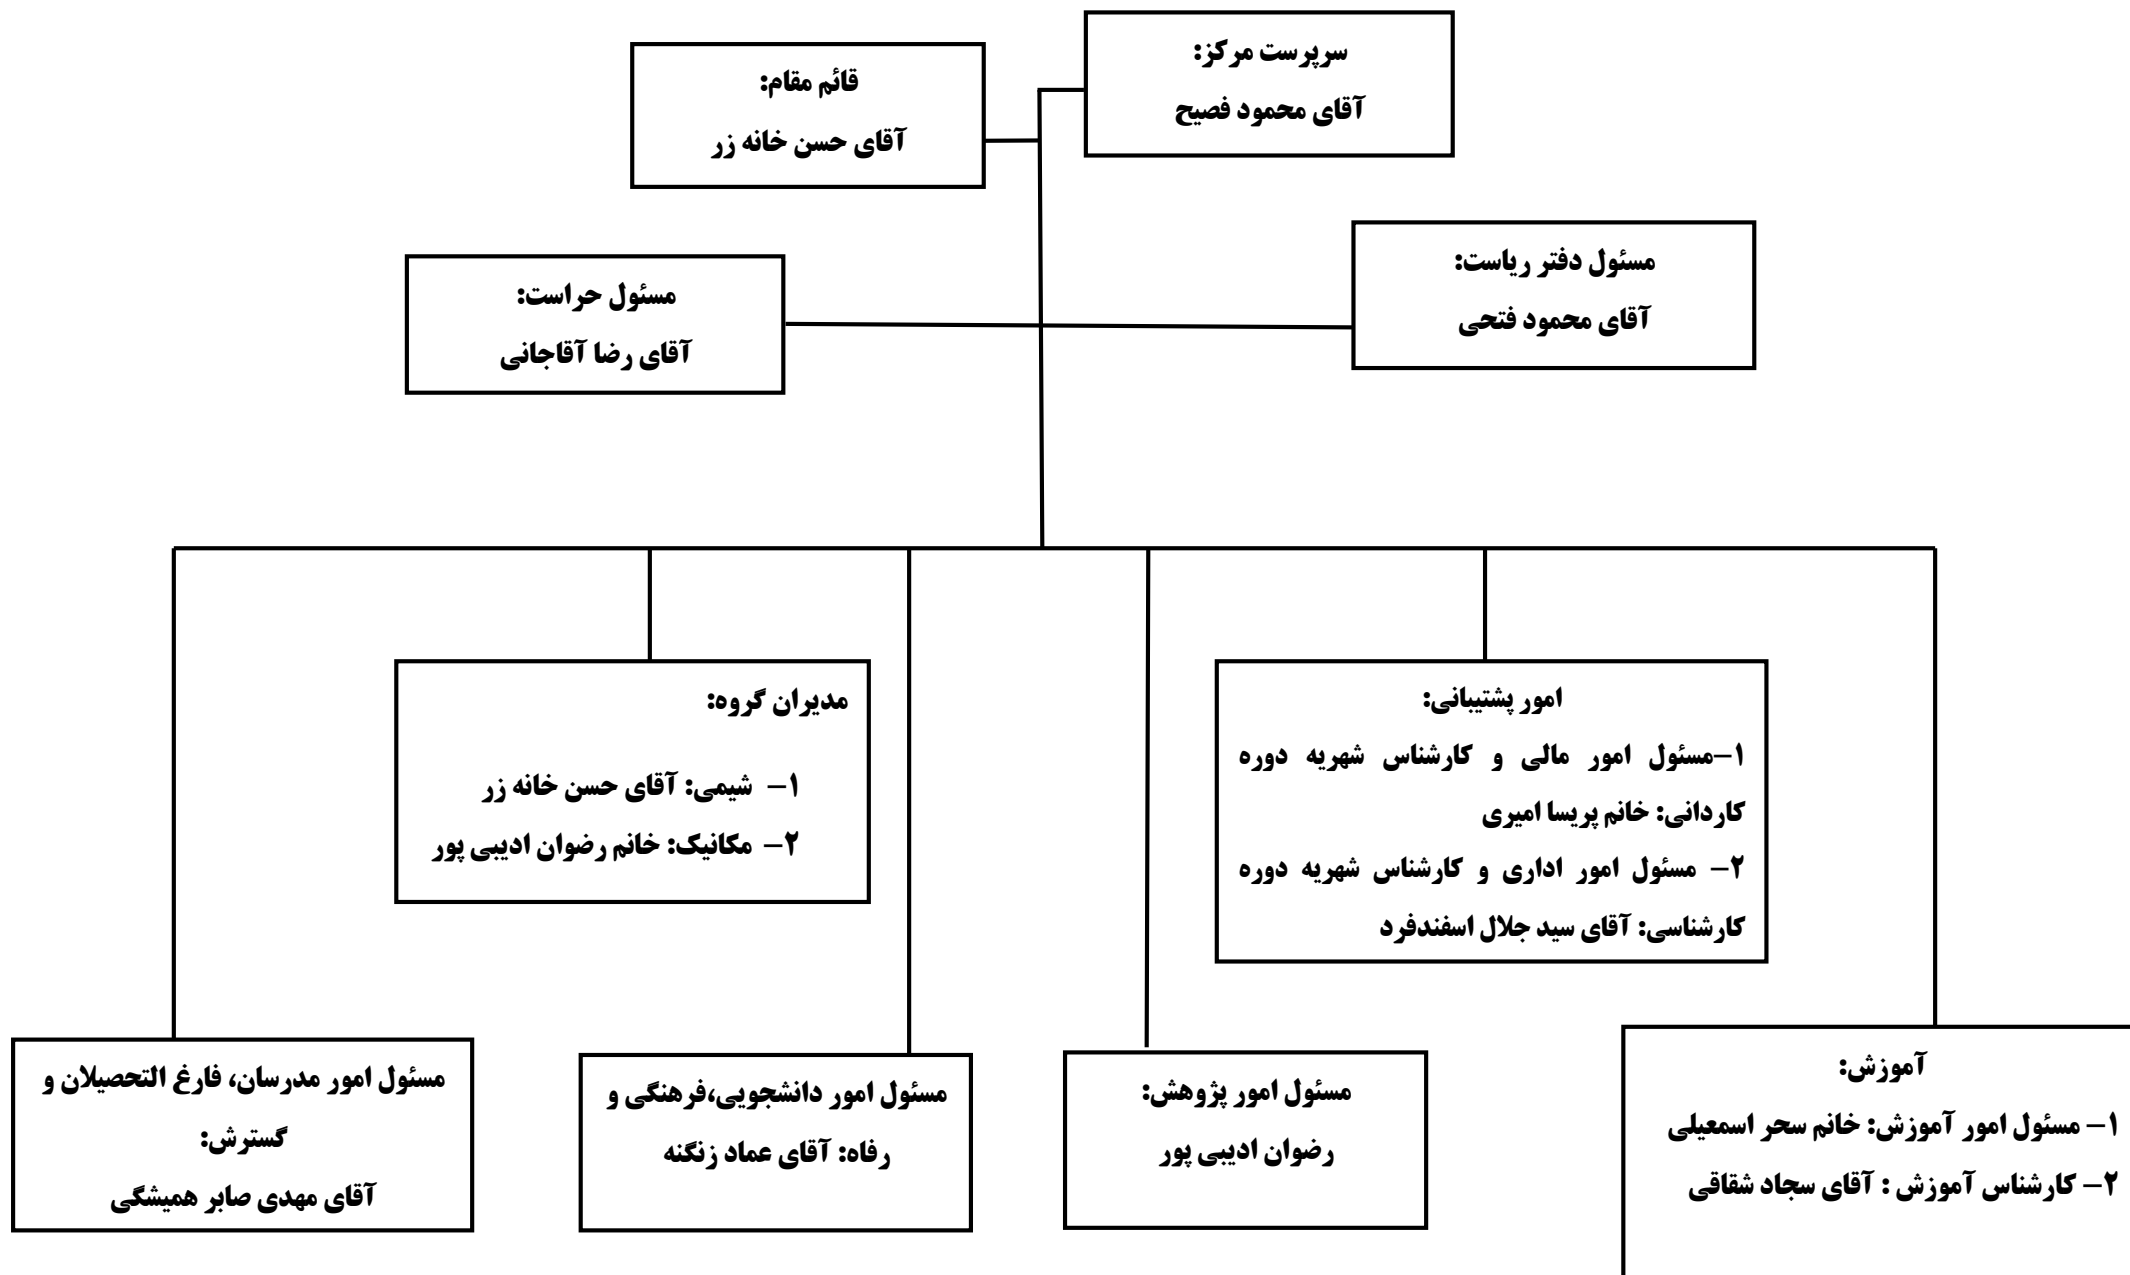 سرپرست مرکز:
آقای محمود فصیح
قائم مقام:
آقای حسن خانه زر
مسئول دفتر ریاست:
آقای محمود فتحی
مسئول حراست:
آقای رضا آقاجانی
امور پشتیبانی:
۱-مسئول امور مالی و کارشناس شهریه دوره
کاردانی: خانم پریسا امیری
۲- مسئول امور اداری و کارشناس شهریه دوره
کارشناسی: آقای سید جلال اسفندفرد
مدیران گروه:
۱- شیمی: آقای حسن خانه زر
۲- مکانیک: خانم رضوان ادیبی پور
آموزش:
۱- مسئول امور آموزش: خانم سحر اسمعیلی
۲- کارشناس آموزش : آقای سجاد شقاقی
مسئول امور پژوهش:
رضوان ادیبی پور
مسئول امور دانشجویی،فرهنگی و
رفاه: آقای عماد زنگنه
مسئول امور مدرسان، فارغ التحصیلان و
گسترش:
آقای مهدی صابر همیشگی